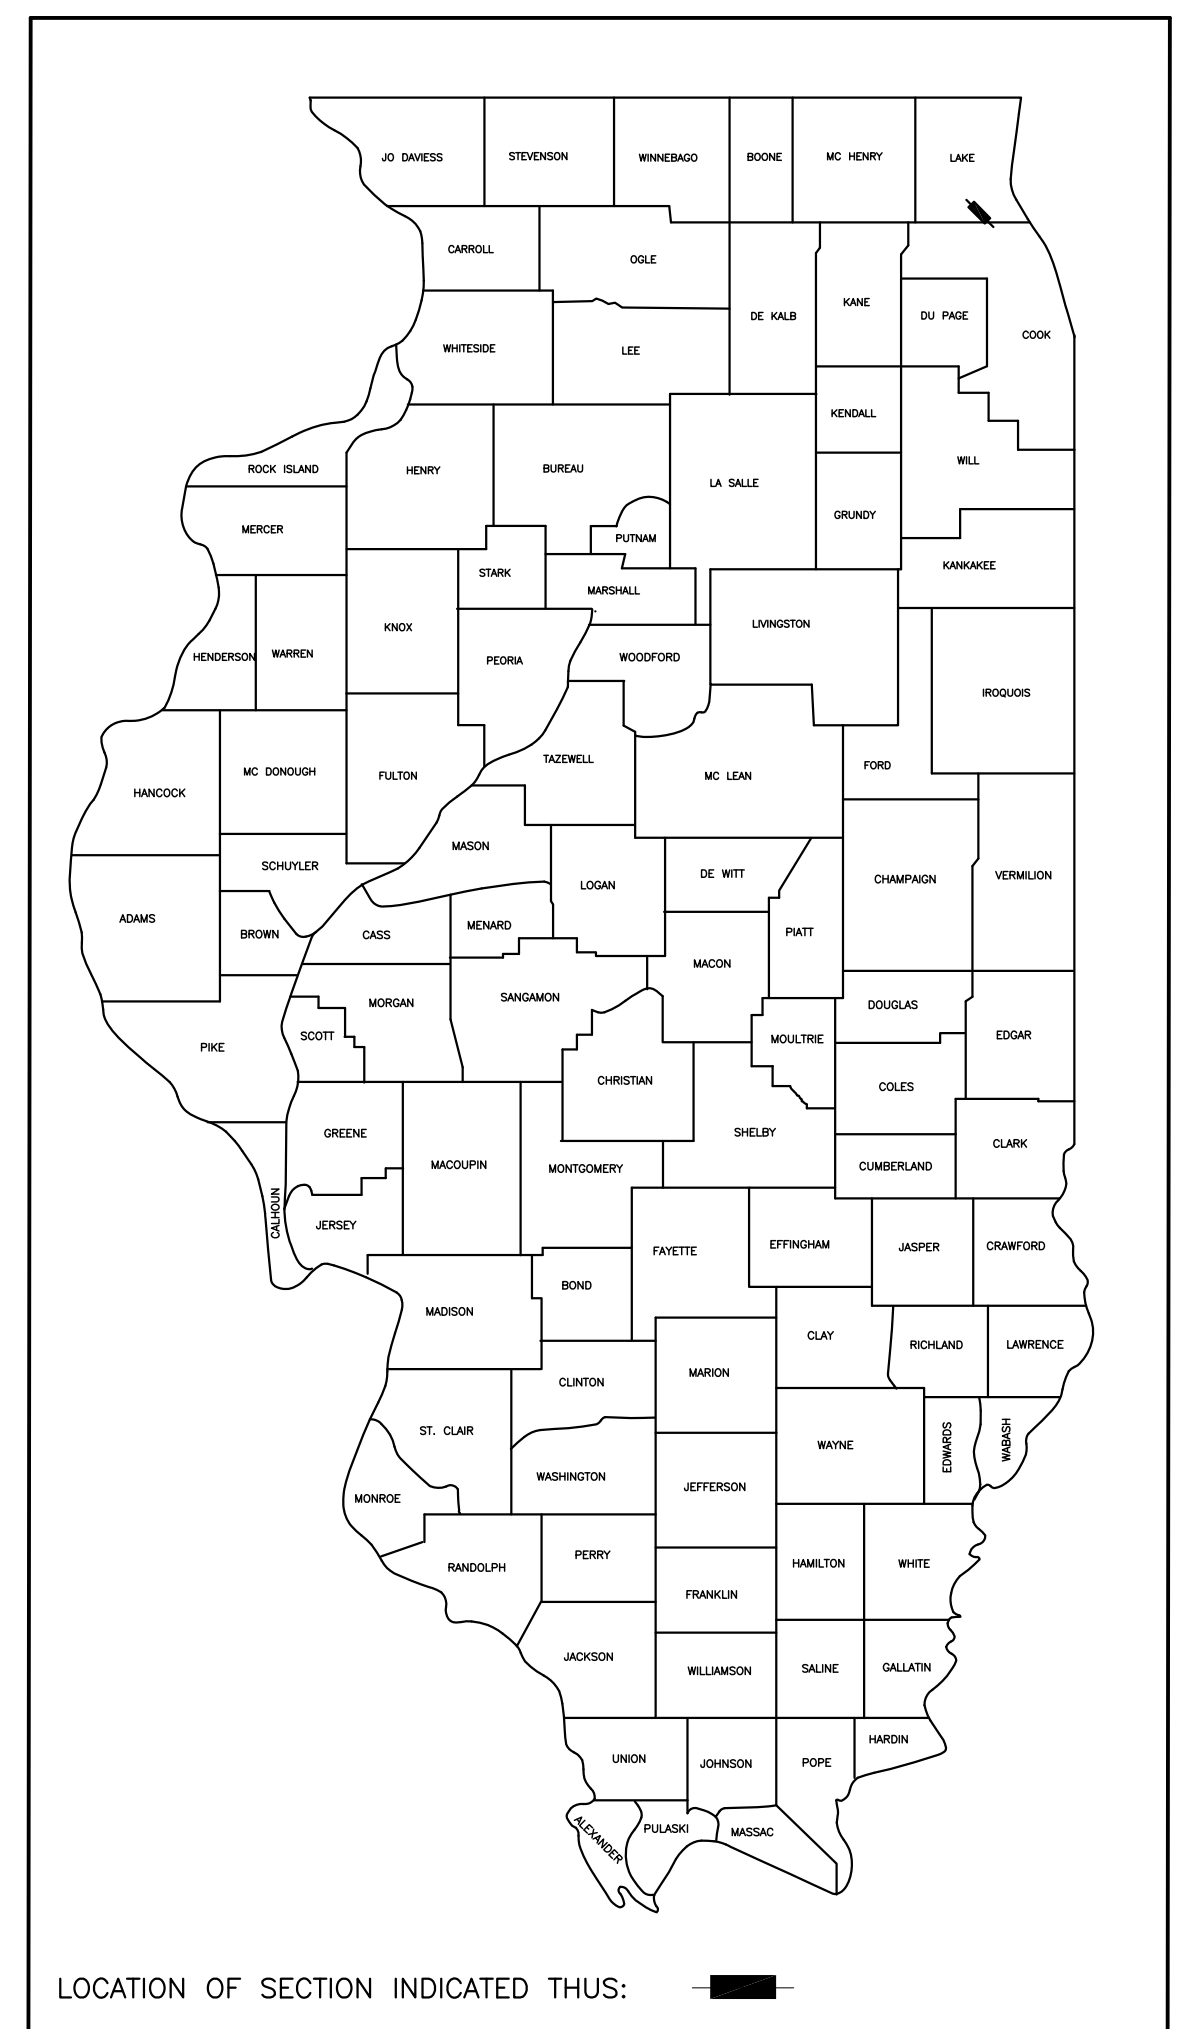 JO DAVIESS
STEVENSON
WINNEBAGO
BOONE
MC HENRY
LAKE
CARROLL
OGLE
DE KALB
KANE
DU PAGE
COOK
WHITESIDE
LEE
KENDALL
ROCK ISLAND
HENRY
BUREAU
LA SALLE
WILL
MERCER
PUTNAM
GRUNDY
STARK
MARSHALL
KANKAKEE
HENDERSON
WARREN
KNOX
PEORIA
WOODFORD
LIVINGSTON
IROQUOIS
HANCOCK
MC DONOUGH
FULTON
TAZEWELL
MC LEAN
FORD
SCHUYLER
MASON
LOGAN
DE WITT
CHAMPAIGN
VERMILION
ADAMS
BROWN
CASS
MENARD
MACON
PIATT
PIKE
SCOTT
MORGAN
SANGAMON
CHRISTIAN
MOULTRIE
DOUGLAS
EDGAR
COLES
GREENE
MACOUPIN
MONTGOMERY
SHELBY
CUMBERLAND
CLARK
CALHOUN
JERSEY
BOND
FAYETTE
EFFINGHAM
JASPER
CRAWFORD
MADISON
CLINTON
MARION
CLAY
RICHLAND
LAWRENCE
ST. CLAIR
WASHINGTON
JEFFERSON
WAYNE
EDWARDS
WABASH
MONROE
RANDOLPH
PERRY
FRANKLIN
HAMILTON
WHITE
JACKSON
WILLIAMSON
SALINE
GALLATIN
UNION
JOHNSON
POPE
HARDIN
ALEXANDER
PULASKI
MASSAC
LOCATION OF SECTION INDICATED THUS: